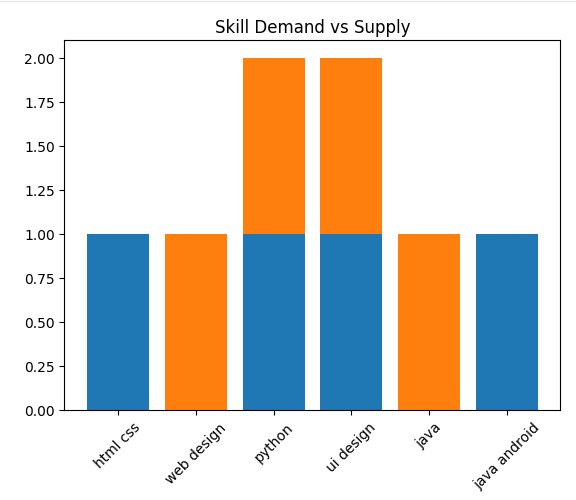 Skill Demand vs Supply
2.00
1.75
1.50
1.25
1.00
0.75
0.50
0.25
0.00
html css
web design
python
ui design
java
java android